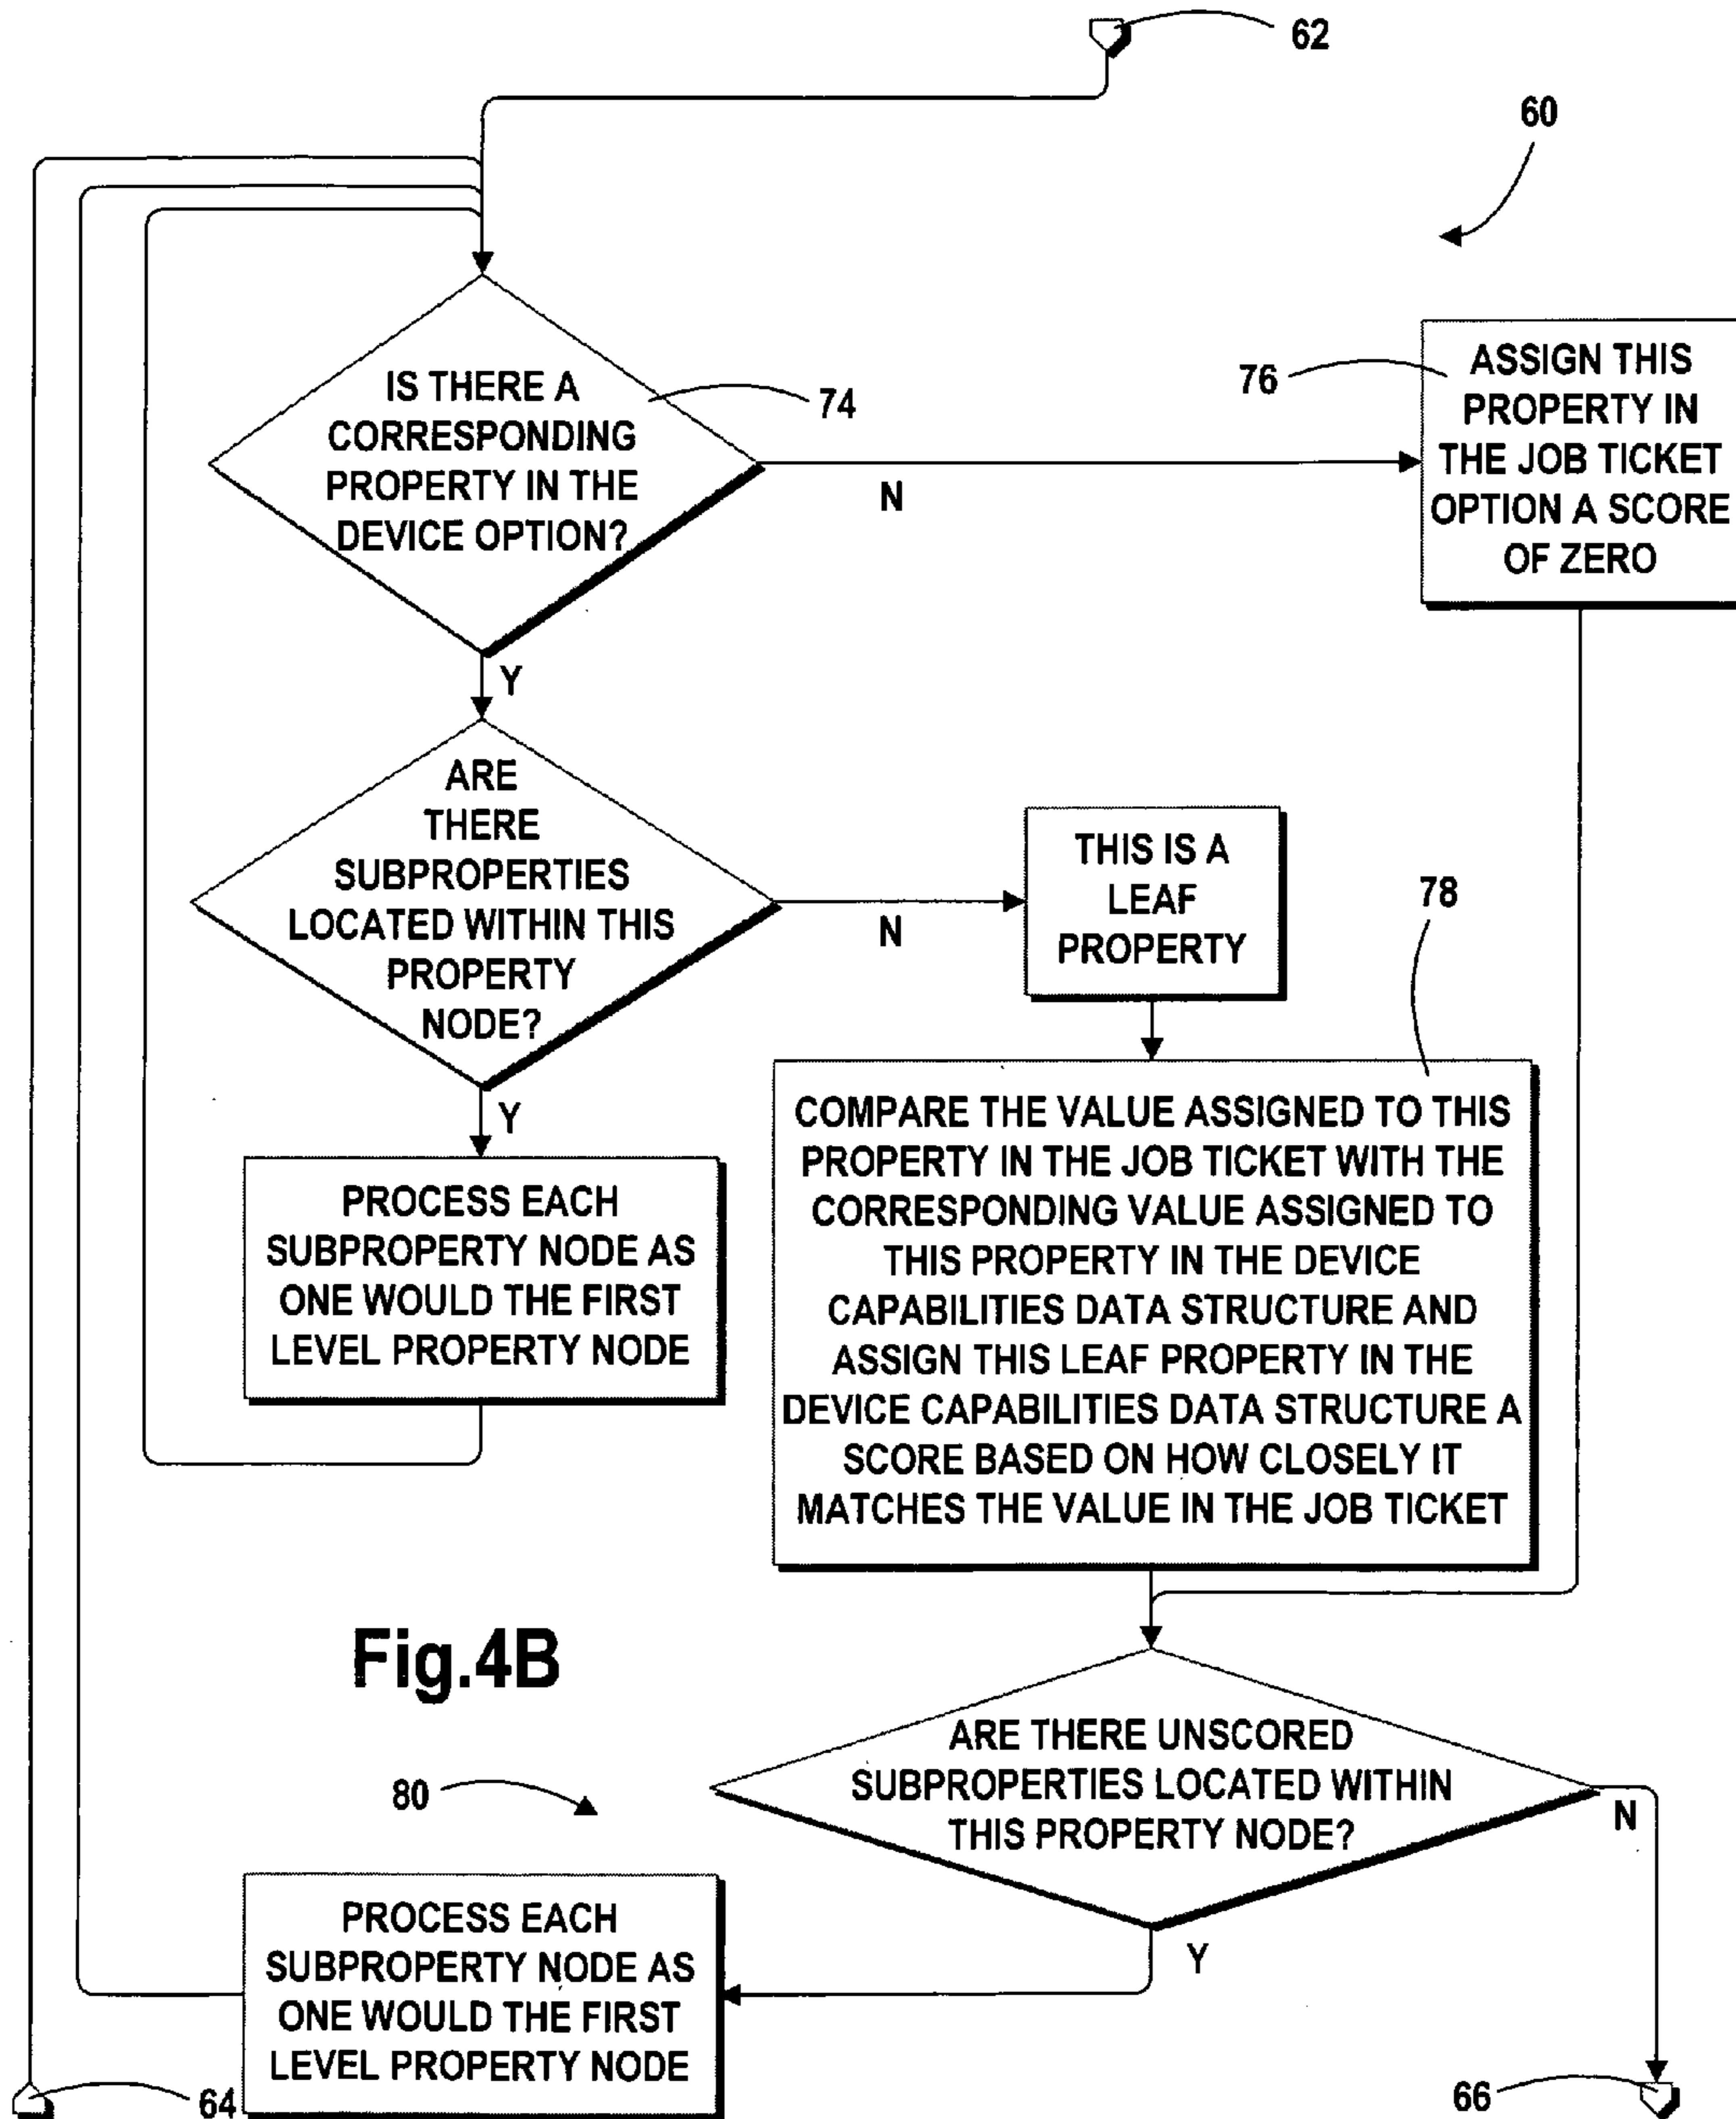 62
60
IS THERE A
CORRESPONDING
PROPERTY IN THE
DEVICE OPTION?
74
N
76
ASSIGN THIS
PROPERTY IN
THE JOB TICKET
OPTION A SCORE
OF ZERO
Y
ARE
THERE
SUBPROPERTIES
LOCATED WITHIN THIS
PROPERTY
NODE?
N
THIS IS A
LEAF
PROPERTY
78
Y
PROCESS EACH
SUBPROPERTY NODE AS
ONE WOULD THE FIRST
LEVEL PROPERTY NODE
COMPARE THE VALUE ASSIGNED TO THIS
PROPERTY IN THE JOB TICKET WITH THE
CORRESPONDING VALUE ASSIGNED TO
THIS PROPERTY IN THE DEVICE
CAPABILITIES DATA STRUCTURE AND
ASSIGN THIS LEAF PROPERTY IN THE
DEVICE CAPABILITIES DATA STRUCTURE A
SCORE BASED ON HOW CLOSELY IT
MATCHES THE VALUE IN THE JOB TICKET
Fig.4B
ARE THERE UNSCORED
SUBPROPERTIES LOCATED WITHIN
THIS PROPERTY NODE?
80
N
Y
PROCESS EACH
SUBPROPERTY NODE AS
ONE WOULD THE FIRST
LEVEL PROPERTY NODE
64
66